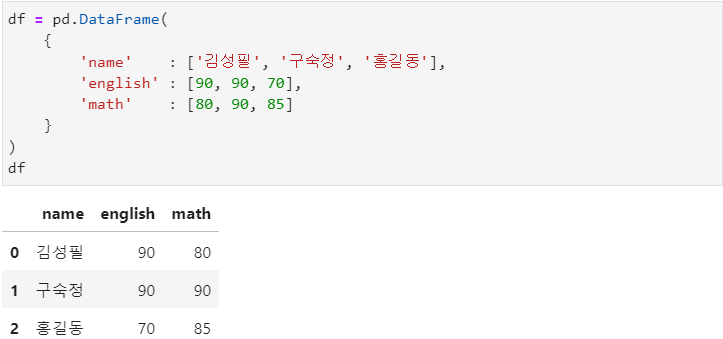 df = pd.DataFrame(
    {
        'name'    : ['김성필', '구숙정', '홍길동'],
        'english' : [90, 90, 70],
        'math'    : [80, 90, 85]
    }
)
df
name english math
0 김성필 90 80
1 구숙정 90 90
2 홍길동 70 85